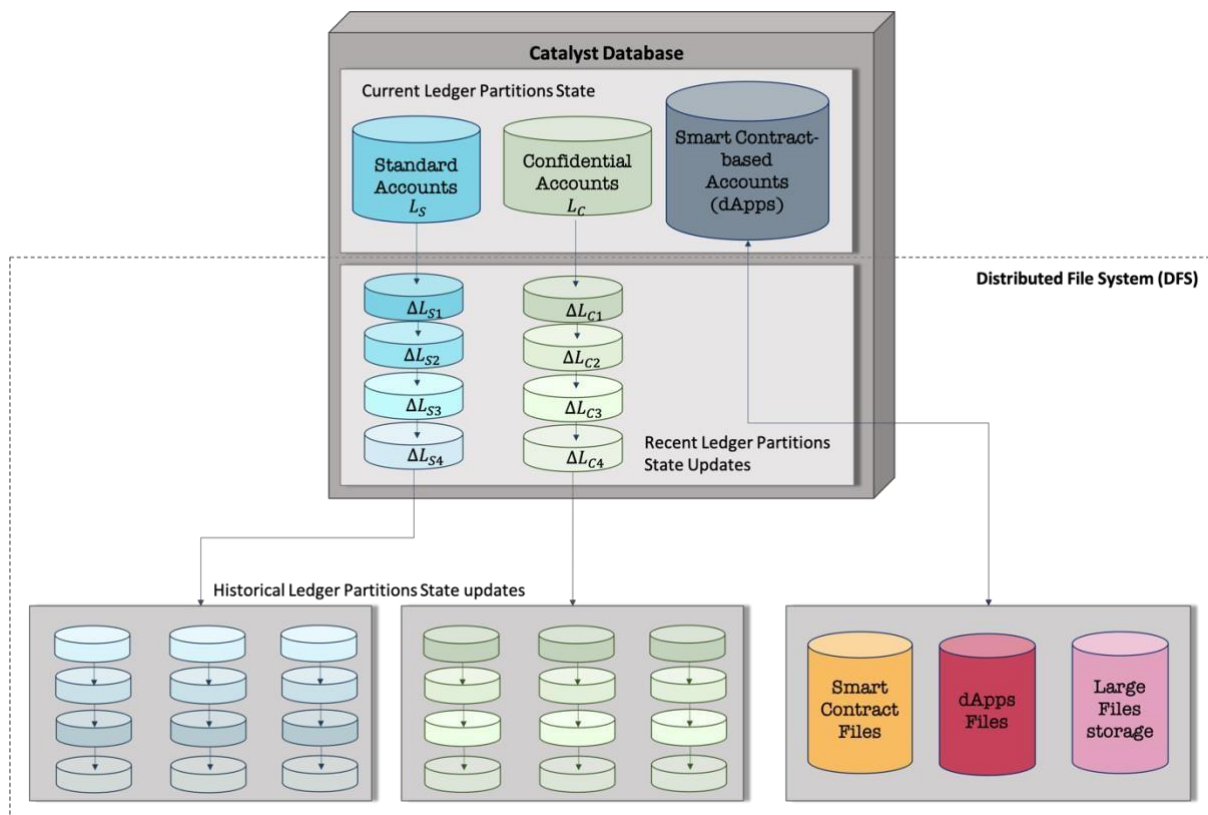 Catalyst Database
Current Ledger Partitions State
Standard
Accounts
L_S
Confidential
Accounts
L_C
Smart Contract-
based
Accounts
(dApps)
Distributed File System (DFS)
ΔL_S1
ΔL_S2
ΔL_S3
ΔL_S4
ΔL_C1
ΔL_C2
ΔL_C3
ΔL_C4
Recent Ledger Partitions
State Updates
Historical Ledger Partitions State updates
Smart
Contract
Files
dApps
Files
Large
Files
storage